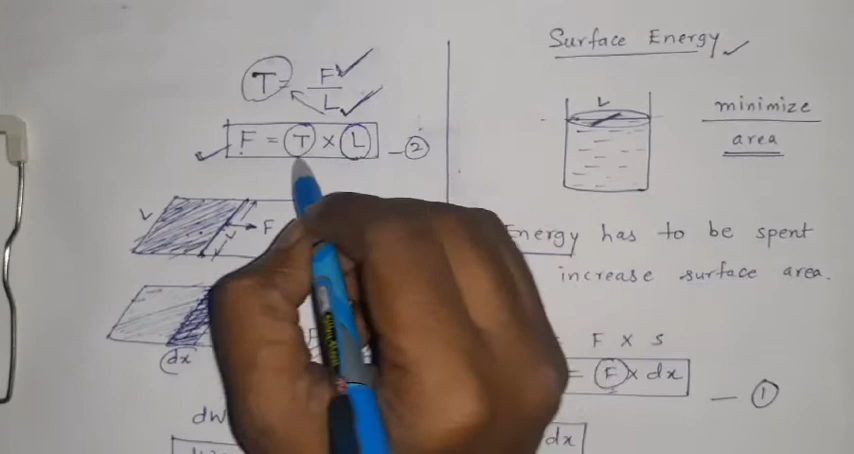 T = F / L
F = T × L — 2
F
dx
dw
Surface Energy
L
minimize
area
Energy has to be spent
increase surface area.
F × s
= F × dx — 1
dx